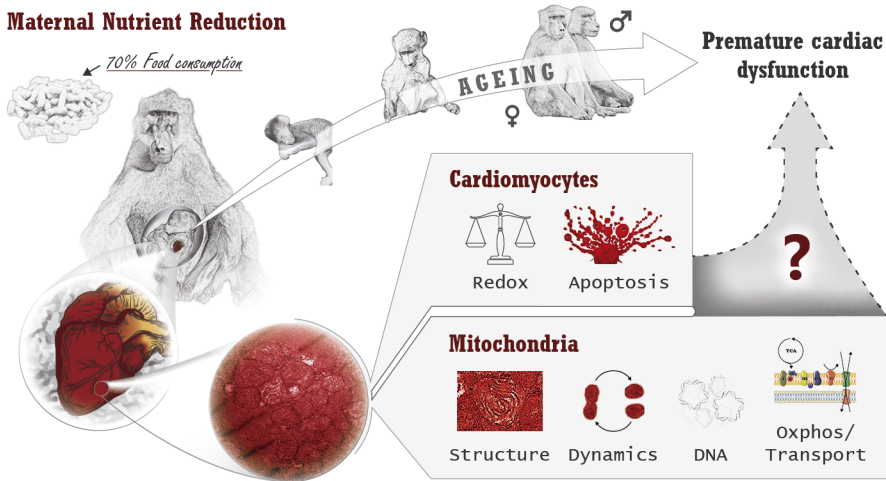 Maternal Nutrient Reduction
70% Food consumption
AGEING
♂
♀
Premature cardiac
dysfunction
Cardiomyocytes
Redox
Apoptosis
?
Mitochondria
TCA
III
Structure
Dynamics
DNA
Oxphos/
Transport